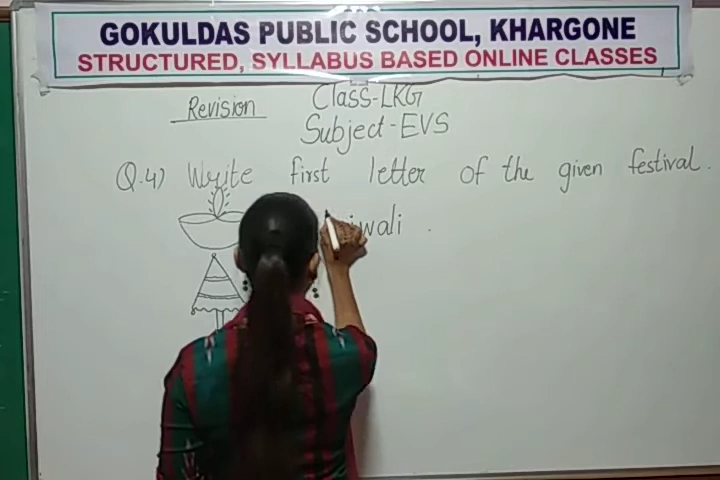 GOKULDAS PUBLIC SCHOOL, KHARGONE
STRUCTURED, SYLLABUS BASED ONLINE CLASSES
Revision Class-LKG
Subject-EVS
Q.4) Write first letter of the given festival.
iwali .